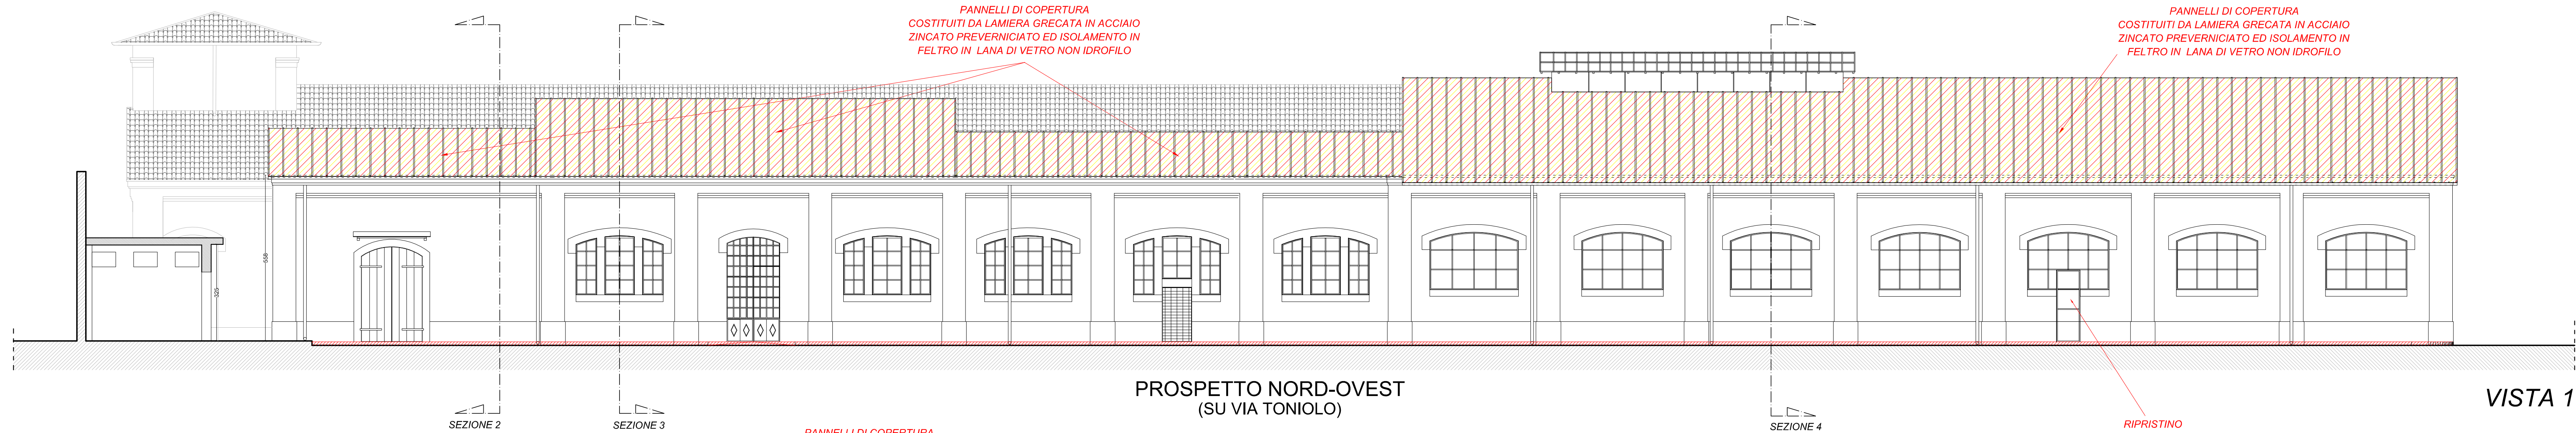 PANNELLI DI COPERTURA
COSTITUITI DA LAMIERA GRECATA IN ACCIAIO
ZINCATO PREVERNICIATO ED ISOLAMENTO IN
FELTRO IN LANA DI VETRO NON IDROFILO
PANNELLI DI COPERTURA
COSTITUITI DA LAMIERA GRECATA IN ACCIAIO
ZINCATO PREVERNICIATO ED ISOLAMENTO IN
FELTRO IN LANA DI VETRO NON IDROFILO
558
325
PROSPETTO NORD-OVEST
(SU VIA TONIOLO)
VISTA 1
SEZIONE 2
SEZIONE 3
SEZIONE 4
RIPRISTINO
PANNELLI DI COPERTURA